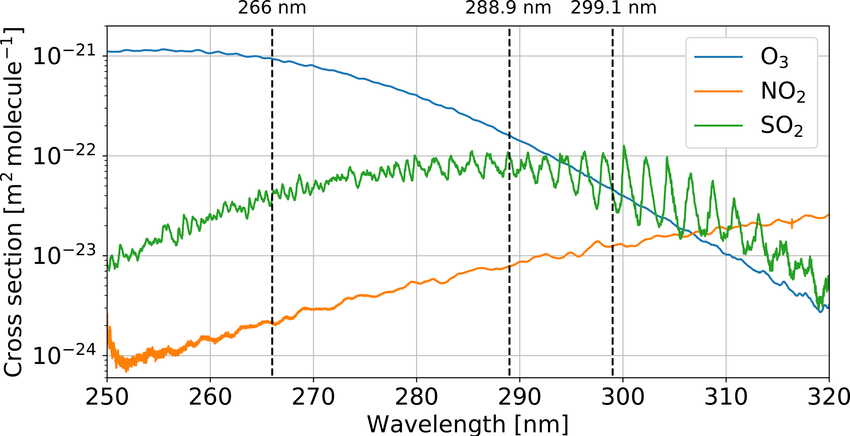 266 nm 288.9 nm 299.1 nm
Cross section [m² molecule⁻¹]
10⁻²¹
10⁻²²
10⁻²³
10⁻²⁴
O₃
NO₂
SO₂
250 260 270 280 290 300 310 320
Wavelength [nm]